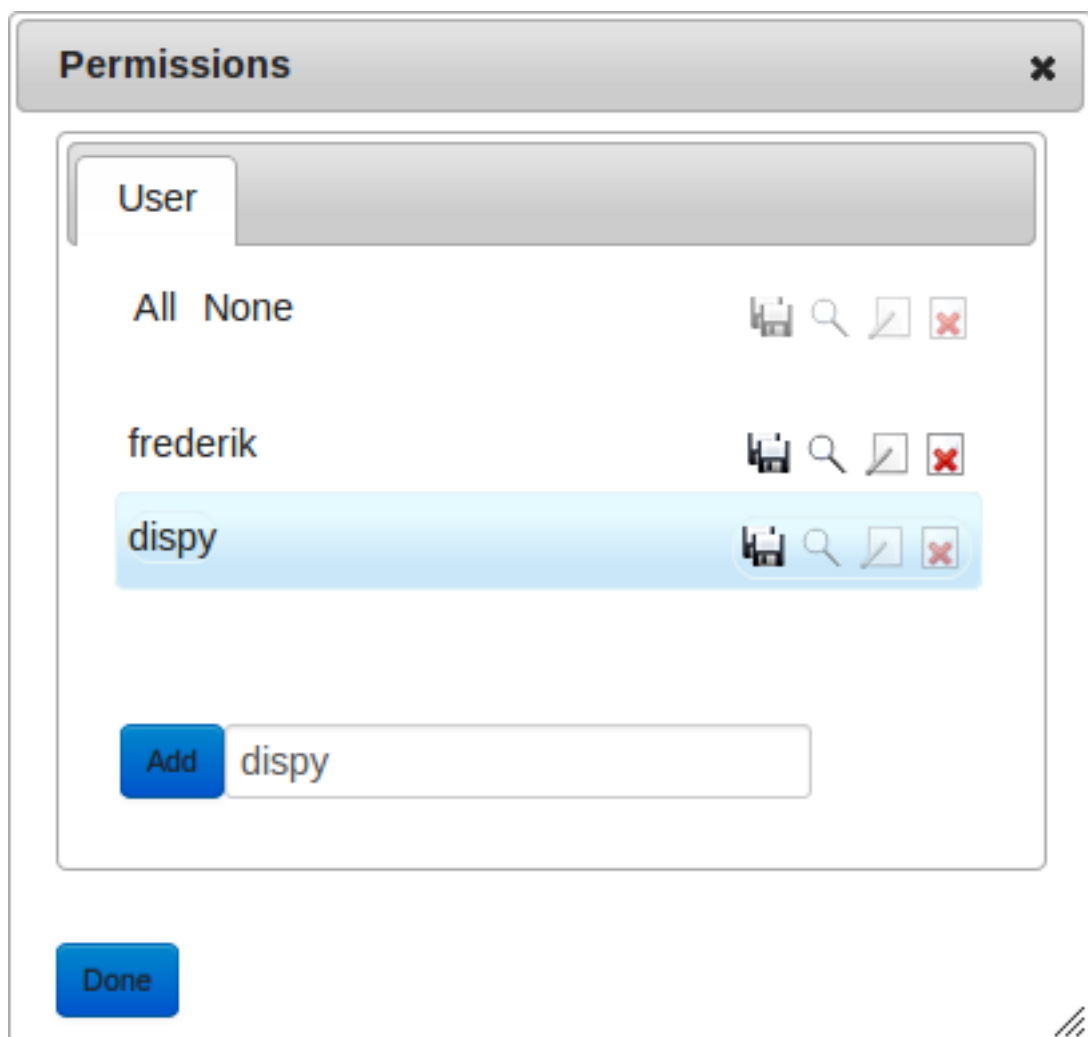 Permissions
User
All None
frederik
dispy
Add dispy
Done